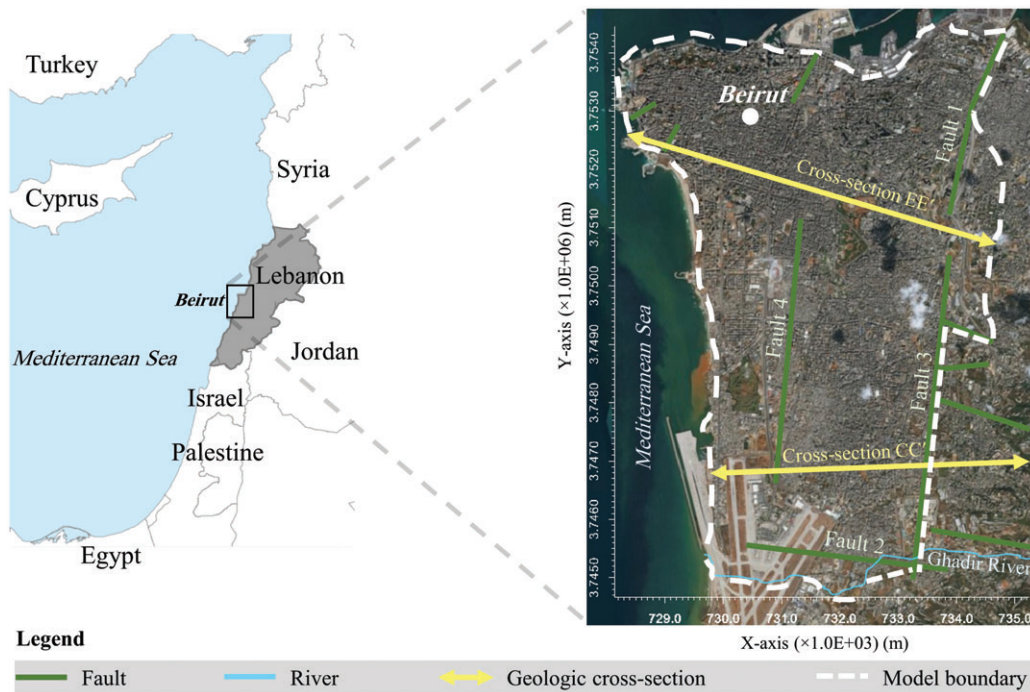 Turkey
Cyprus
Syria
Lebanon
Beirut
Mediterranean Sea
Jordan
Israel
Palestine
Egypt
Y-axis (×1.0E+06) (m)
3.7540
3.7530
3.7520
3.7510
3.7500
3.7490
3.7480
3.7470
3.7460
3.7450
Beirut
Fault 1
Cross-section EE'
Mediterranean Sea
Fault 4
Fault 3
Cross-section CC'
Fault 2
Ghadir River
729.0 730.0 731.0 732.0 733.0 734.0 735.0
X-axis (×1.0E+03) (m)
Legend
Fault River Geologic cross-section Model boundary